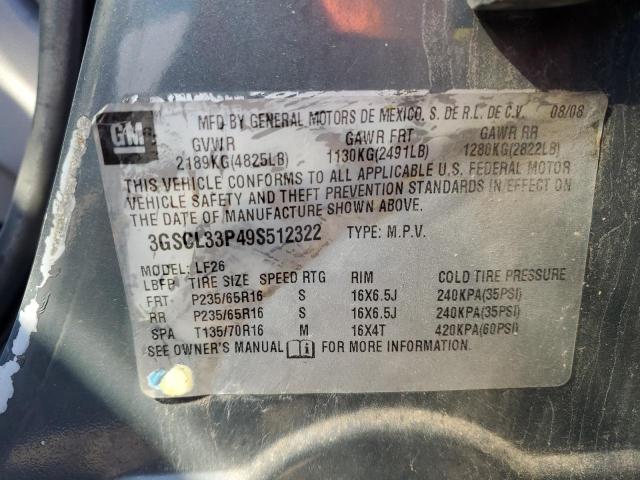 GM
MFD BY GENERAL MOTORS DE MEXICO, S. DE R.L. DE C.V. 08/08
GVWR GAWR FRT GAWR RR
2189KG(4825LB) 1130KG(2491LB) 1280KG(2822LB)
THIS VEHICLE CONFORMS TO ALL APPLICABLE U.S. FEDERAL MOTOR
VEHICLE SAFETY AND THEFT PREVENTION STANDARDS IN EFFECT ON
THE DATE OF MANUFACTURE SHOWN ABOVE.
3GSCL33P49S512322 TYPE: M.P.V.
MODEL: LF26
LBFB TIRE SIZE SPEED RTG RIM COLD TIRE PRESSURE
FRT P235/65R16 S 16X6.5J 240KPA(35PSI)
RR P235/65R16 S 16X6.5J 240KPA(35PSI)
SPA T135/70R16 M 16X4T 420KPA(60PSI)
SEE OWNER'S MANUAL FOR MORE INFORMATION.